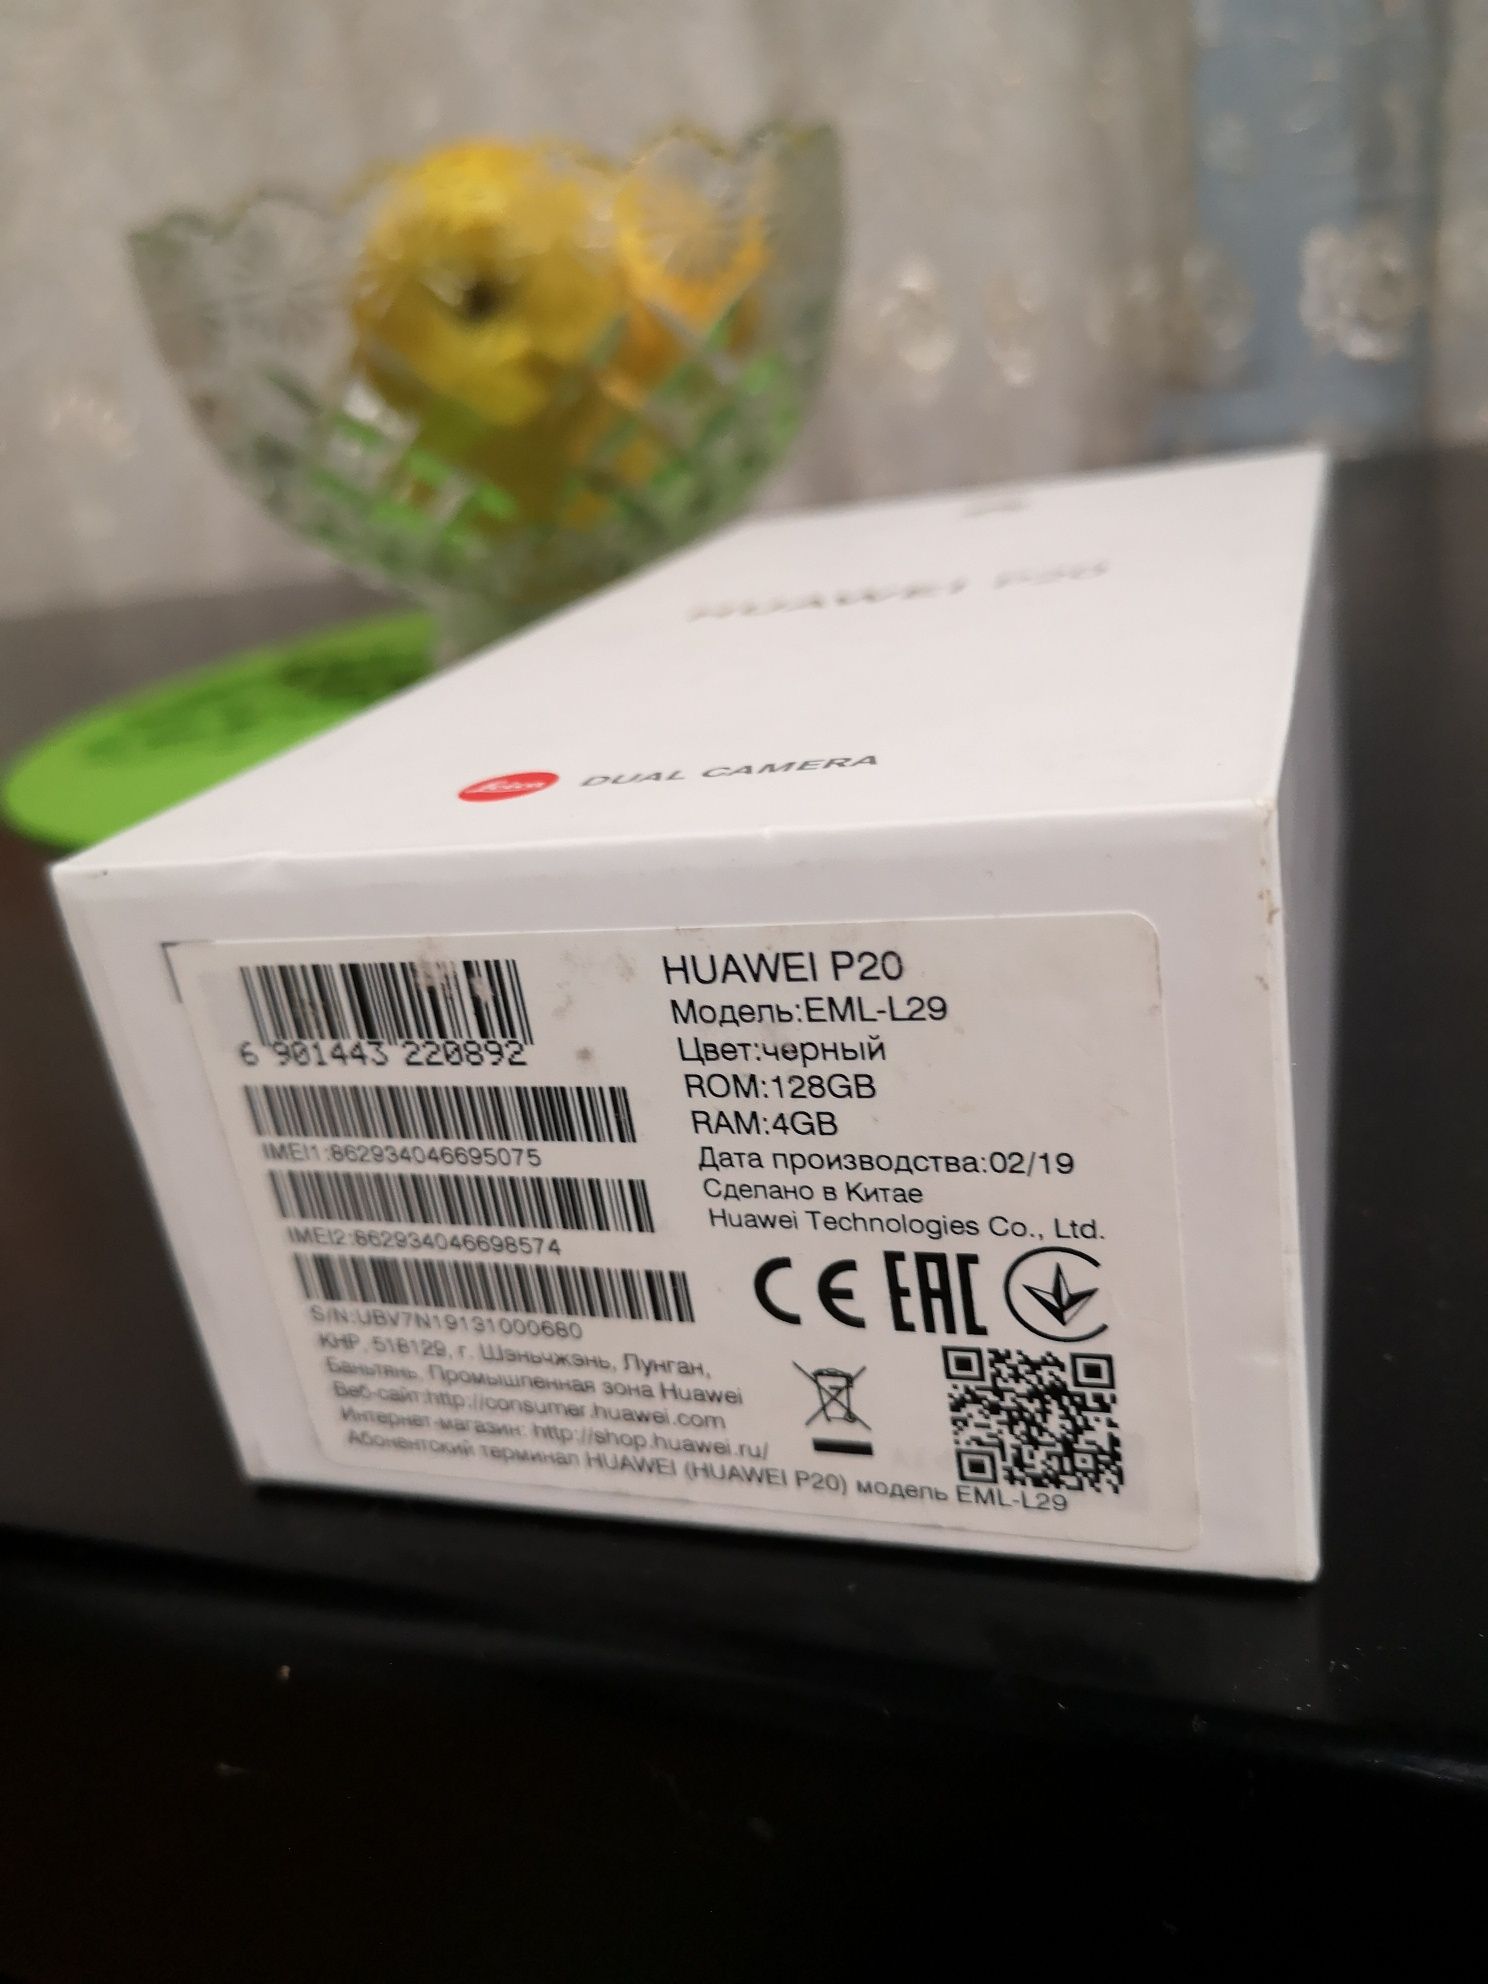 HUAWEI P20
Leica DUAL CAMERA
HUAWEI P20
Модель:EML-L29
Цвет:черный
ROM:128GB
RAM:4GB
Дата производства:02/19
Сделано в Китае
Huawei Technologies Co., Ltd.
CE EAC
6 901443 220892
IMEI1:862934046695075
IMEI2:862934046698574
S/N:UBV7N19131000680
КНР, 518129, г. Шэньчжэнь, Лунган,
Баньтянь, Промышленная зона Huawei
Веб-сайт:http://consumer.huawei.com
Интернет-магазин: http://shop.huawei.ru/
Абонентский терминал HUAWEI (HUAWEI P20) модель EML-L29